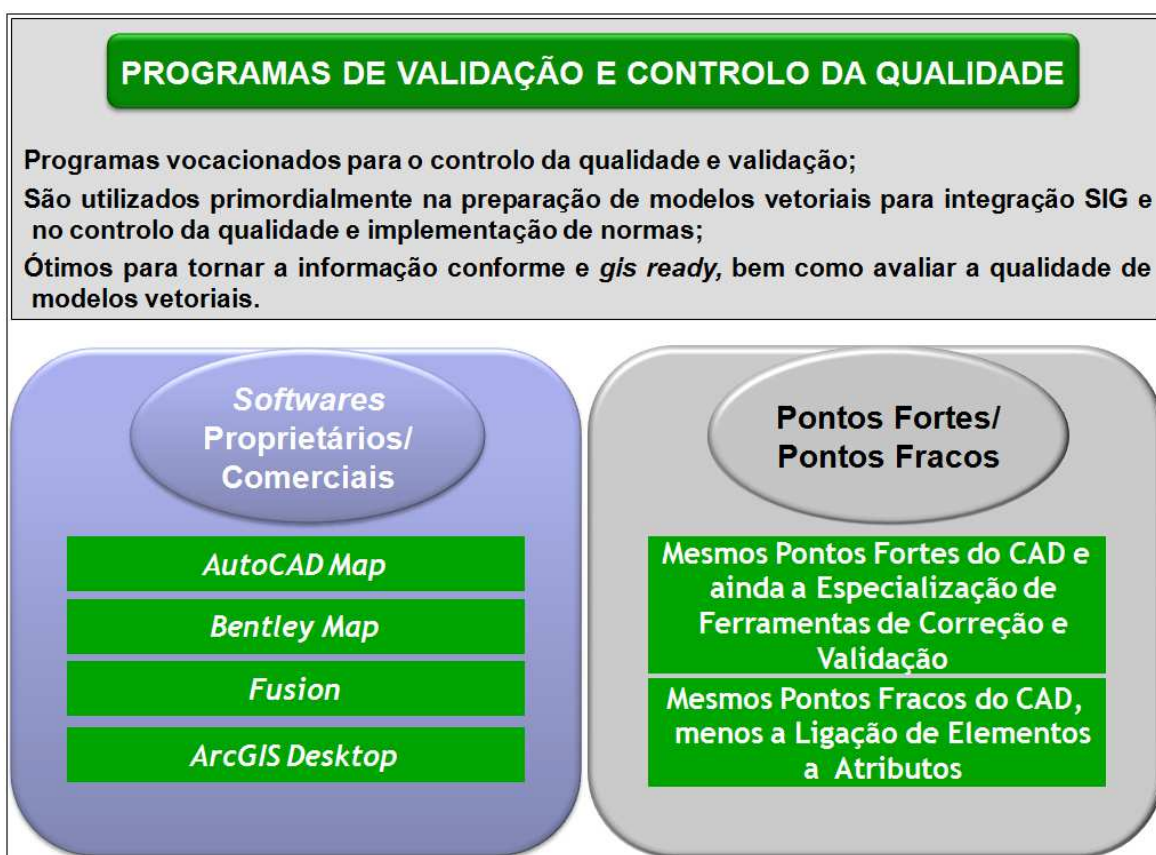 PROGRAMAS DE VALIDAÇÃO E CONTROLO DA QUALIDADE
Programas vocacionados para o controlo da qualidade e validação;
São utilizados primordialmente na preparação de modelos vetoriais para integração SIG e
no controlo da qualidade e implementação de normas;
Ótimos para tornar a informação conforme e gis ready, bem como avaliar a qualidade de
modelos vetoriais.
Softwares
Proprietários/
Comerciais
AutoCAD Map
Bentley Map
Fusion
ArcGIS Desktop
Pontos Fortes/
Pontos Fracos
Mesmos Pontos Fortes do CAD e
ainda a Especialização de
Ferramentas de Correção e
Validação
Mesmos Pontos Fracos do CAD,
menos a Ligação de Elementos
a Atributos